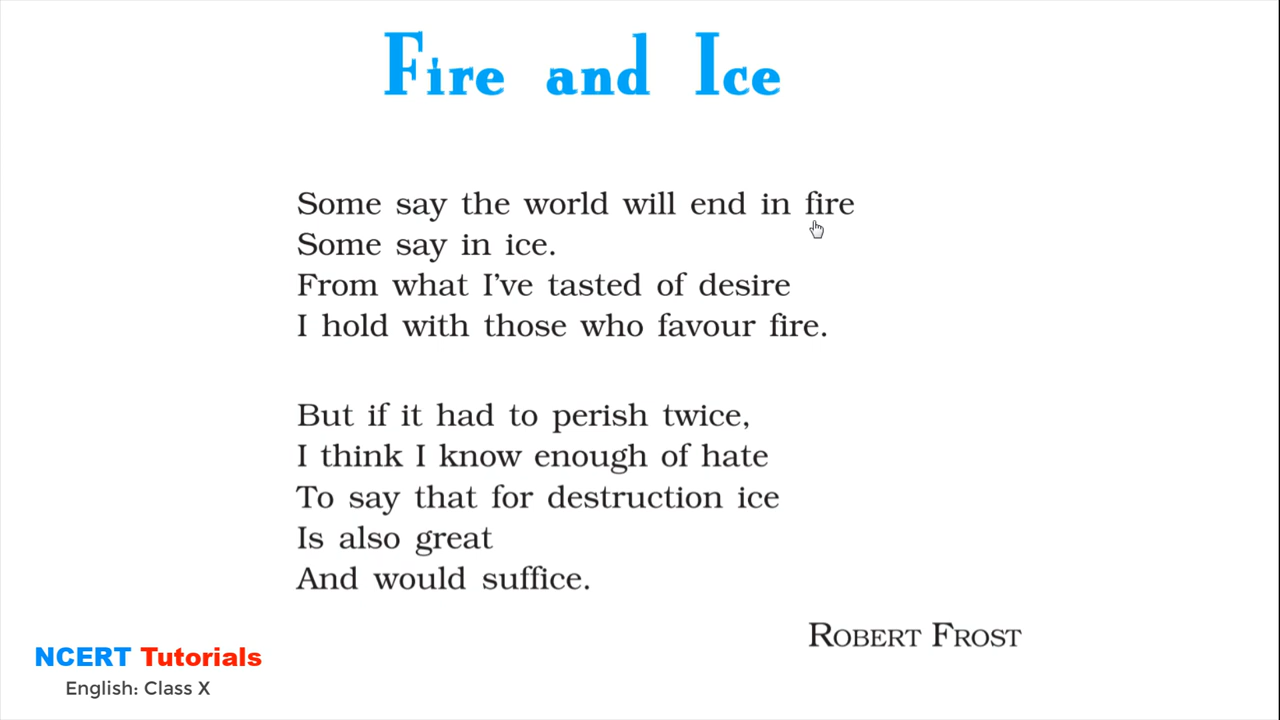 Fire and Ice
Some say the world will end in fire
Some say in ice.
From what I've tasted of desire
I hold with those who favour fire.
But if it had to perish twice,
I think I know enough of hate
To say that for destruction ice
Is also great
And would suffice.
ROBERT FROST
NCERT Tutorials
English: Class X